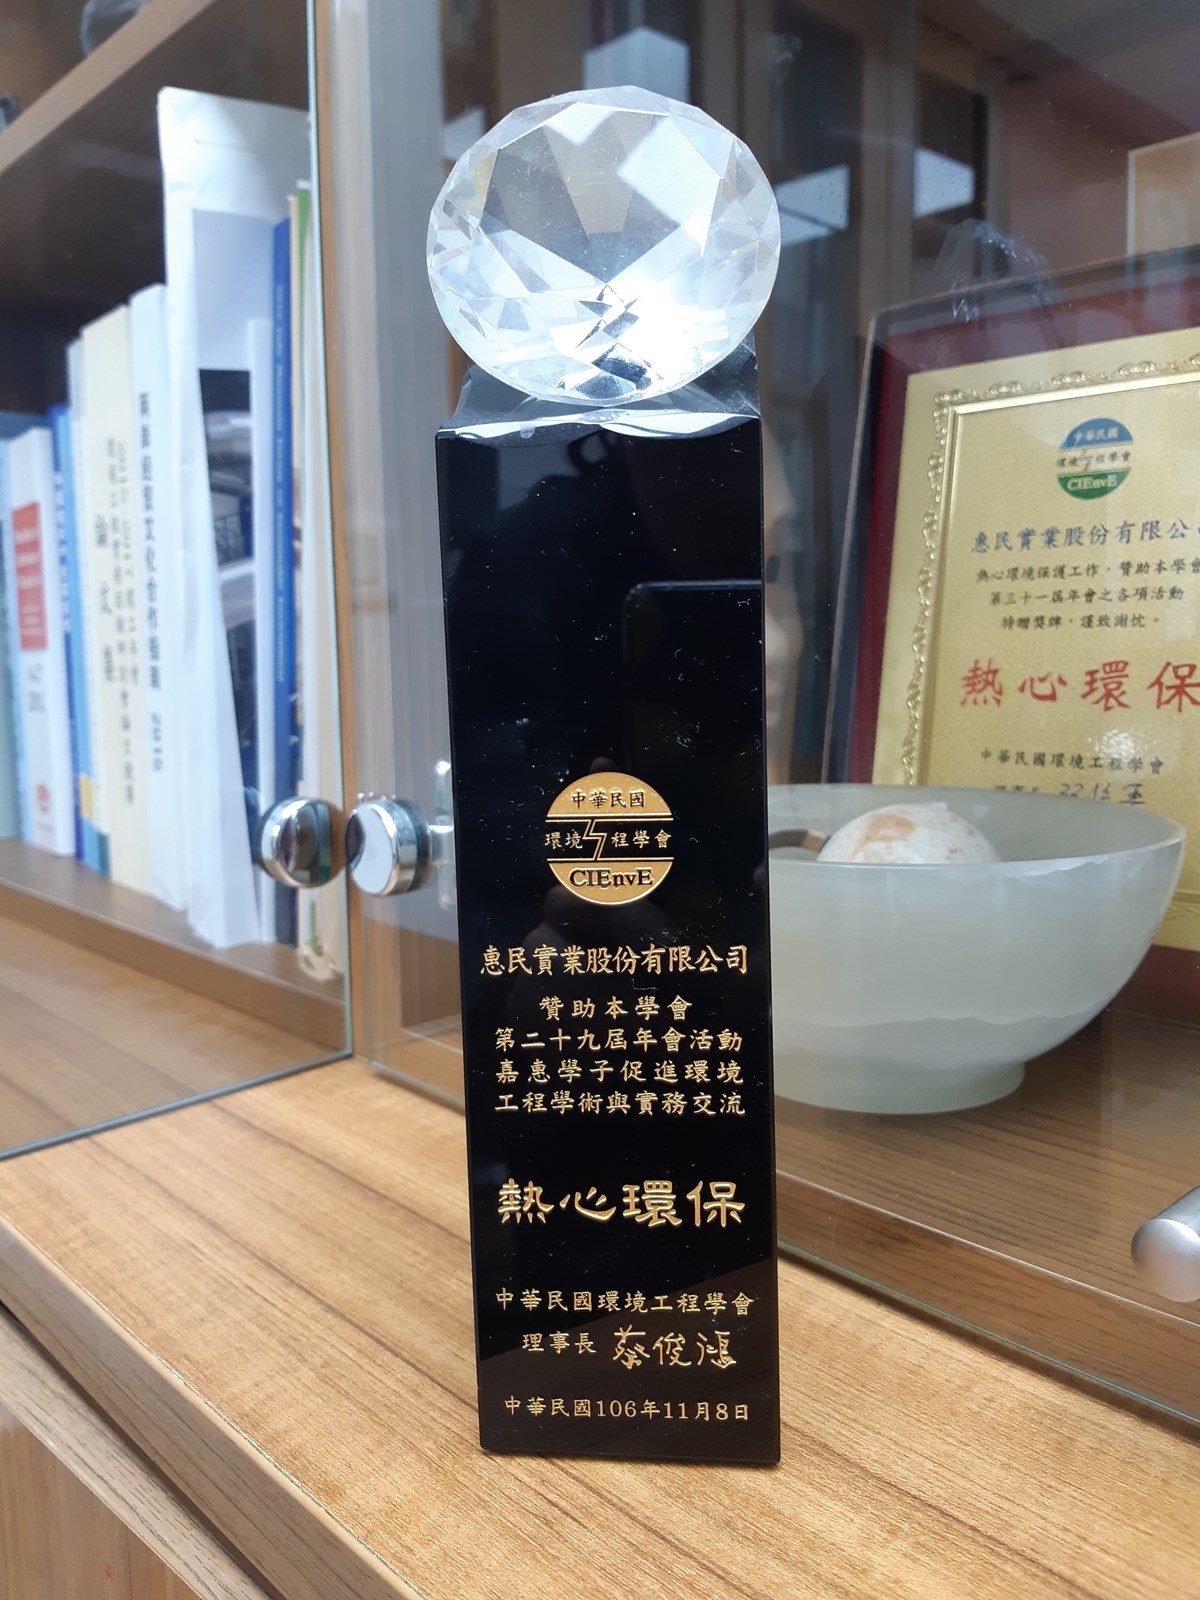 中華民國
環境工程學會
CIEnvE
惠民實業股份有限公司
贊助本學會
第二十九屆年會活動
嘉惠學子促進環境
工程學術與實務交流
熱心環保
中華民國環境工程學會
理事長 蔡俊鴻
中華民國106年11月8日
中華民國
環境工程學會
CIEnvE
惠民實業股份有限公
熱心環境保護工作，贊助本學會
第三十一屆年會之各項活動
特贈獎牌，謹致謝忱。
熱心環保
中華民國環境工程學會
論文集